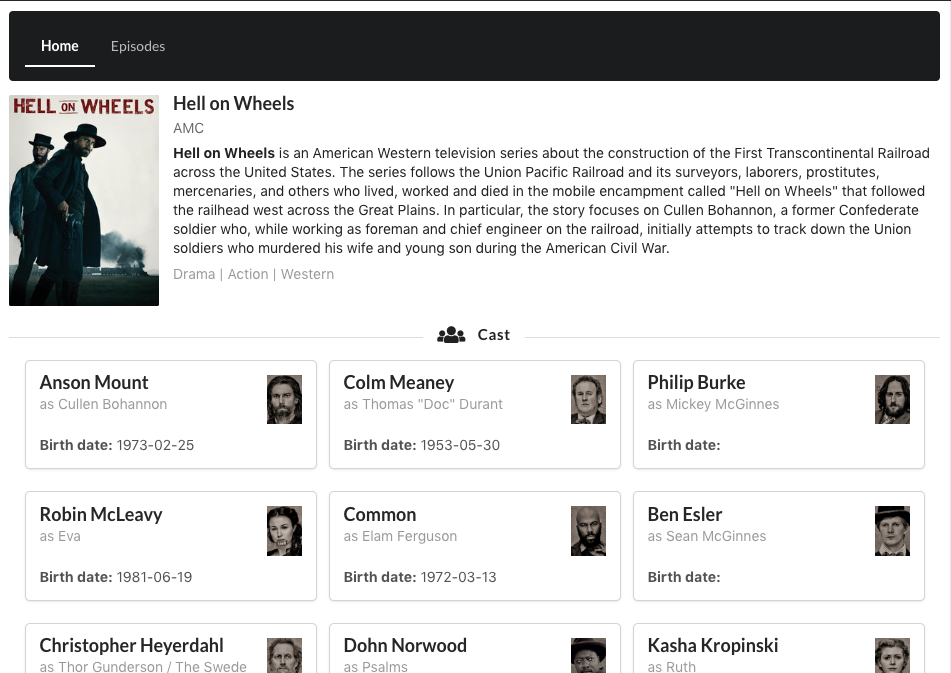 Home
Episodes
HELL ON WHEELS
Hell on Wheels
AMC
Hell on Wheels is an American Western television series about the construction of the First Transcontinental Railroad
across the United States. The series follows the Union Pacific Railroad and its surveyors, laborers, prostitutes,
mercenaries, and others who lived, worked and died in the mobile encampment called "Hell on Wheels" that followed
the railhead west across the Great Plains. In particular, the story focuses on Cullen Bohannon, a former Confederate
soldier who, while working as foreman and chief engineer on the railroad, initially attempts to track down the Union
soldiers who murdered his wife and young son during the American Civil War.
Drama | Action | Western
Cast
Anson Mount
as Cullen Bohannon
Birth date: 1973-02-25
Colm Meaney
as Thomas "Doc" Durant
Birth date: 1953-05-30
Philip Burke
as Mickey McGinnes
Birth date:
Robin McLeavy
as Eva
Birth date: 1981-06-19
Common
as Elam Ferguson
Birth date: 1972-03-13
Ben Esler
as Sean McGinnes
Birth date:
Christopher Heyerdahl
as Thor Gunderson / The Swede
Dohn Norwood
as Psalms
Kasha Kropinski
as Ruth